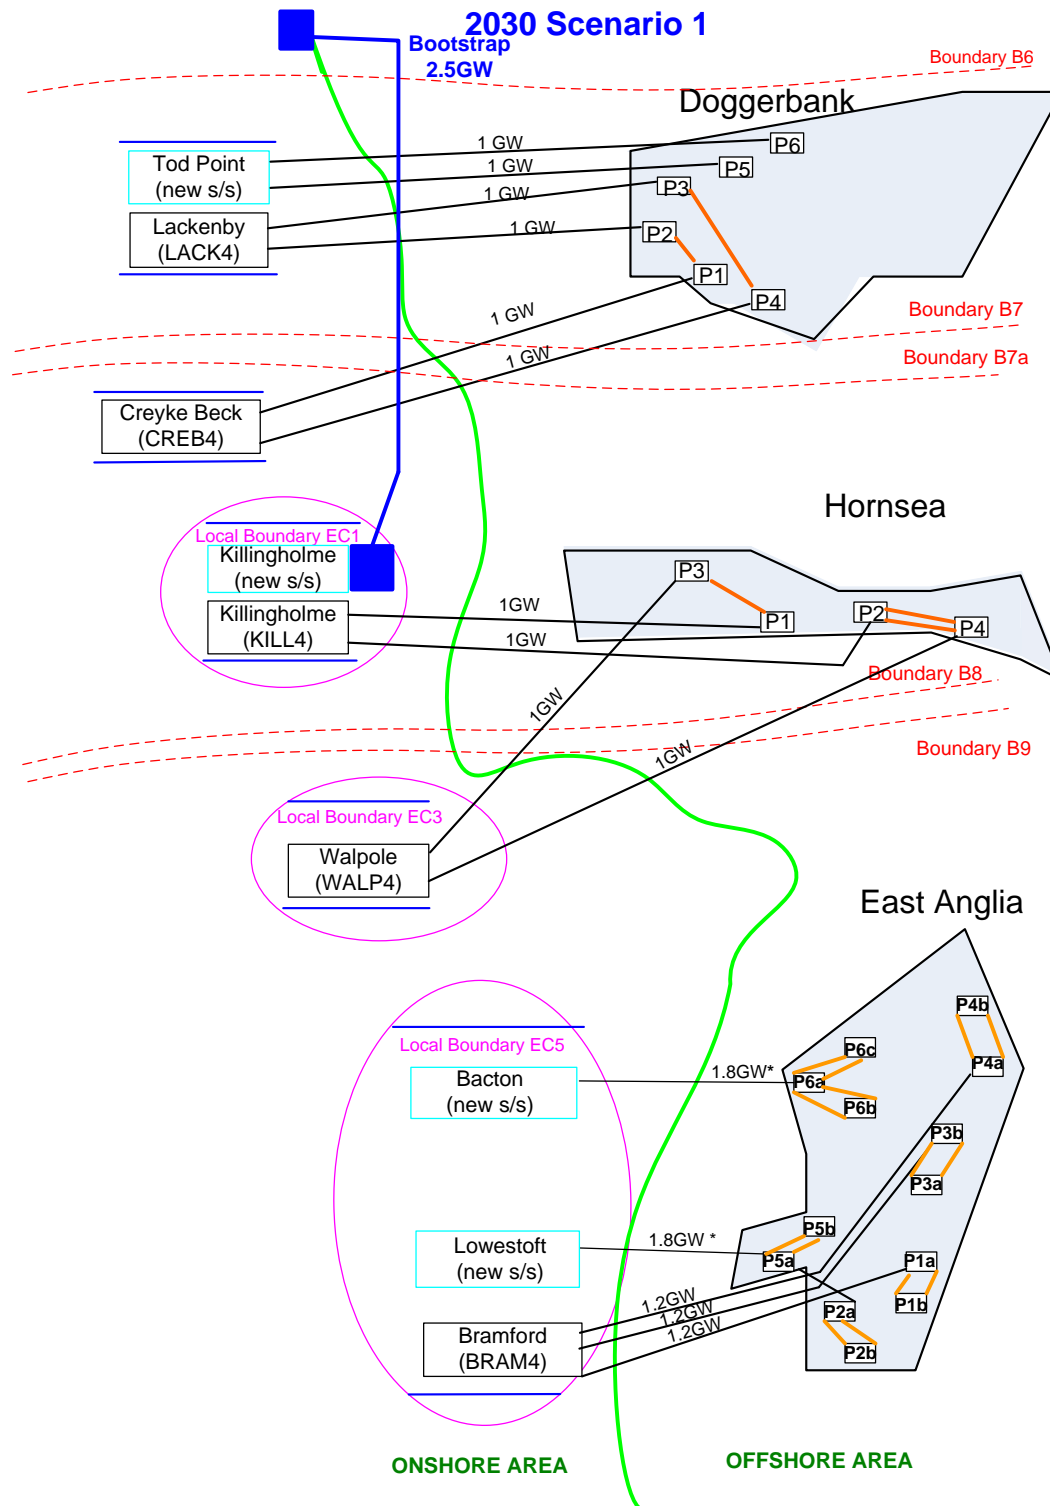 2030 Scenario 1
Bootstrap
2.5GW
Boundary B6
Doggerbank
1 GW
P6
Tod Point
(new s/s)
1 GW
P5
1 GW
P3
Lackenby
(LACK4)
1 GW
P2
P1
P4
1 GW
Boundary B7
1 GW
Boundary B7a
Creyke Beck
(CREB4)
Hornsea
Local Boundary EC1
Killingholme
(new s/s)
P3
Killingholme
(KILL4)
1GW
P1
P2
P4
1GW
Boundary B8
1GW
1GW
Boundary B9
Local Boundary EC3
Walpole
(WALP4)
East Anglia
P4b
Local Boundary EC5
P6c
P4a
Bacton
(new s/s)
1.8GW*
P6a
P6b
P3b
P3a
P5b
Lowestoft
(new s/s)
1.8GW *
P5a
P1a
1.2GW
P1b
P2a
1.2GW
1.2GW
Bramford
(BRAM4)
P2b
ONSHORE AREA
OFFSHORE AREA